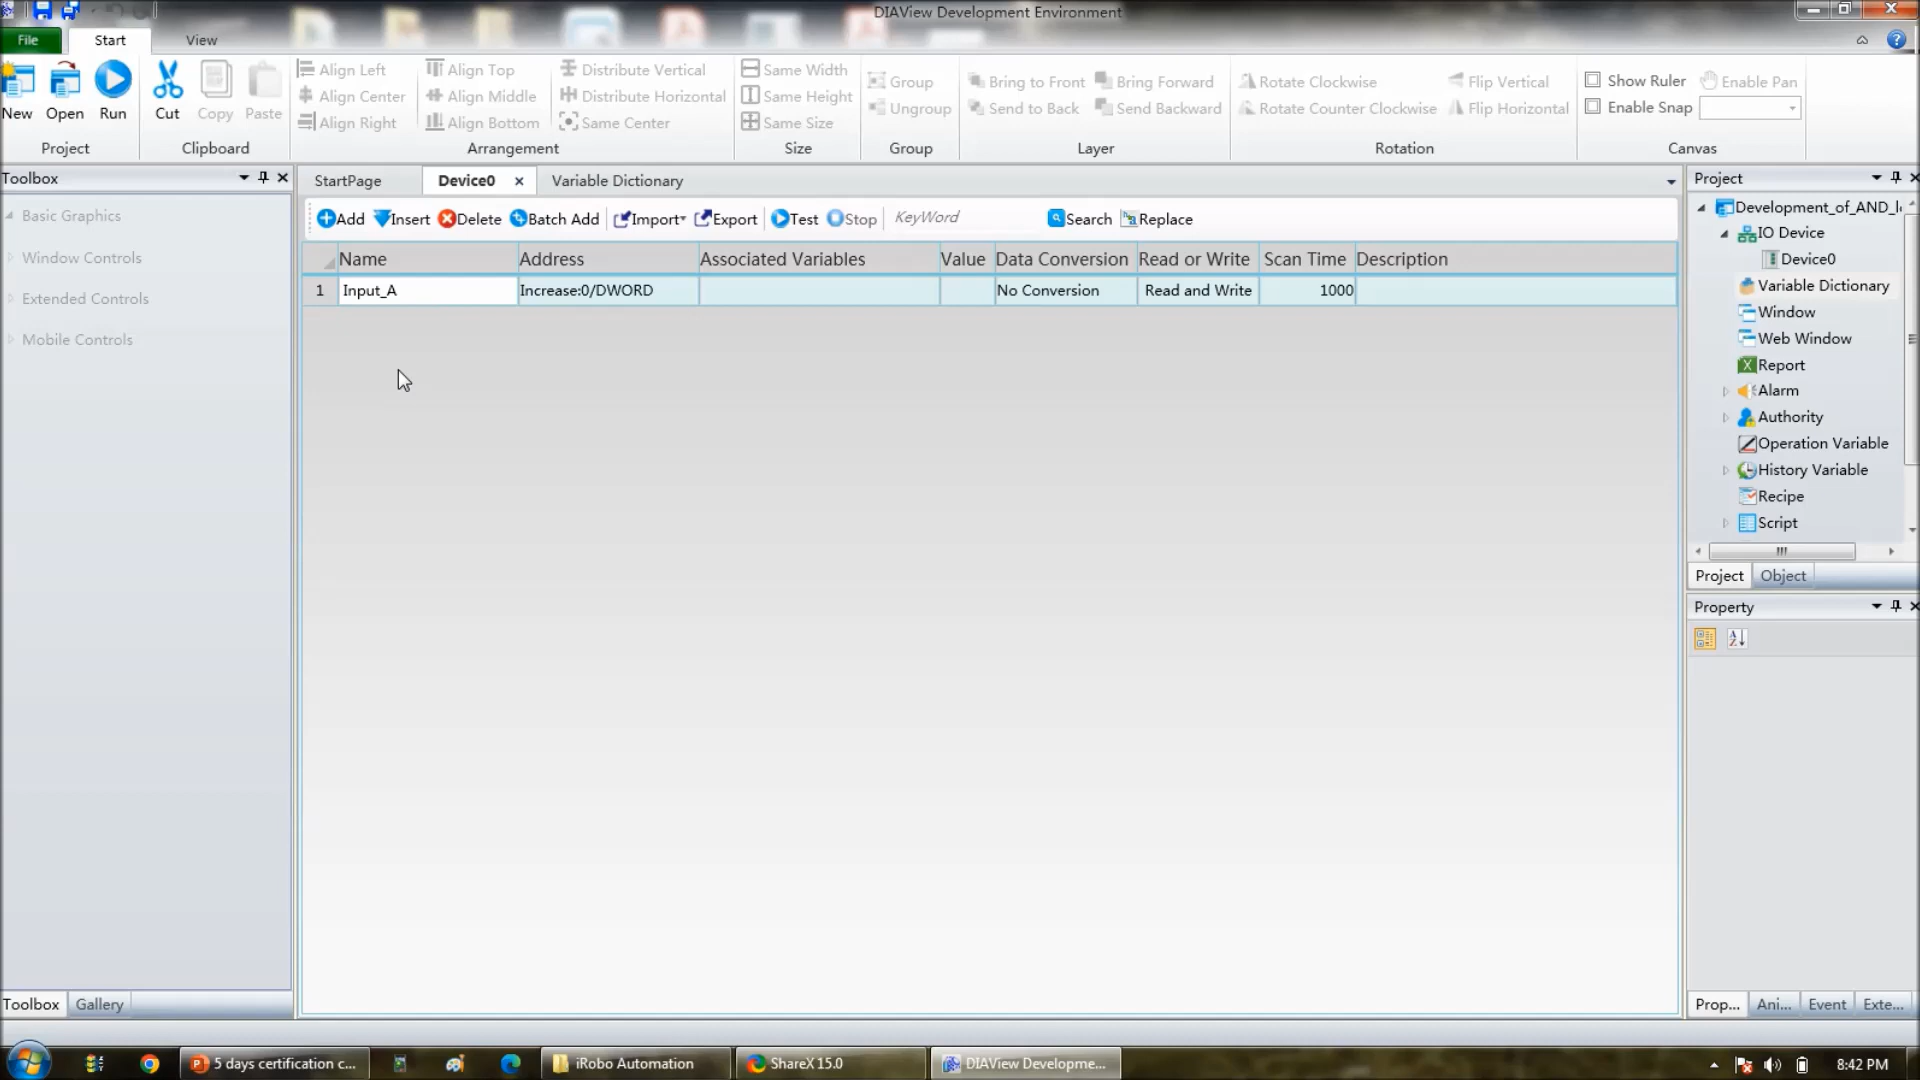 DIAView Development Environment
File Start View
New Open Run
Project
Cut Copy Paste
Clipboard
Align Left Align Top Distribute Vertical
Align Center Align Middle Distribute Horizontal
Align Right Align Bottom Same Center
Arrangement
Same Width
Same Height
Same Size
Size
Group
Ungroup
Group
Bring to Front Bring Forward
Send to Back Send Backward
Layer
Rotate Clockwise Flip Vertical
Rotate Counter Clockwise Flip Horizontal
Rotation
Show Ruler Enable Pan
Enable Snap
Canvas
Toolbox
Basic Graphics
Window Controls
Extended Controls
Mobile Controls
Toolbox Gallery
StartPage Device0 Variable Dictionary
Add Insert Delete Batch Add Import Export Test Stop KeyWord Search Replace
Name Address Associated Variables Value Data Conversion Read or Write Scan Time Description
1 Input_A Increase:0/DWORD No Conversion Read and Write 1000
Project
Development_of_AND_l
IO Device
Device0
Variable Dictionary
Window
Web Window
Report
Alarm
Authority
Operation Variable
History Variable
Recipe
Script
Project Object
Property
Prop... Ani... Event Exte...
5 days certification c... iRobo Automation ShareX 15.0 DIAView Developme... 8:42 PM